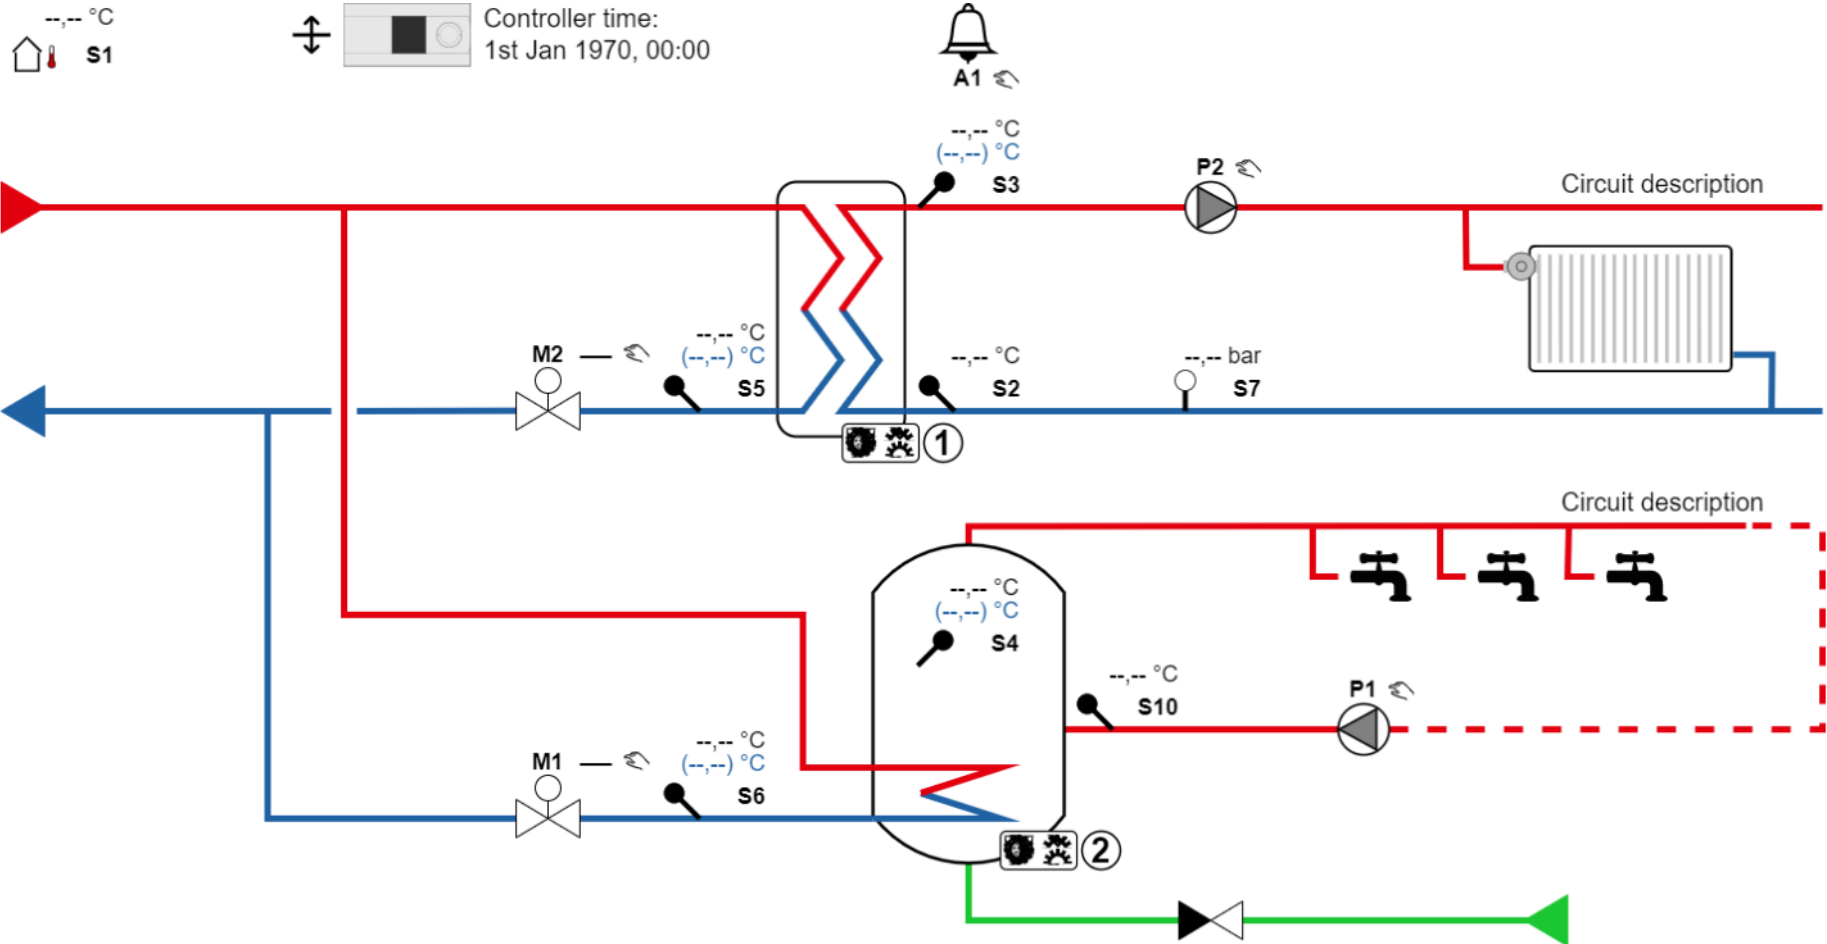 --,-- °C
S1
Controller time:
1st Jan 1970, 00:00
A1
--,-- °C
(--,--) °C
S3
P2
Circuit description
M2
--,-- °C
(--,--) °C
S5
--,-- °C
S2
--,-- bar
S7
1
Circuit description
--,-- °C
(--,--) °C
S4
--,-- °C
S10
P1
M1
--,-- °C
(--,--) °C
S6
2